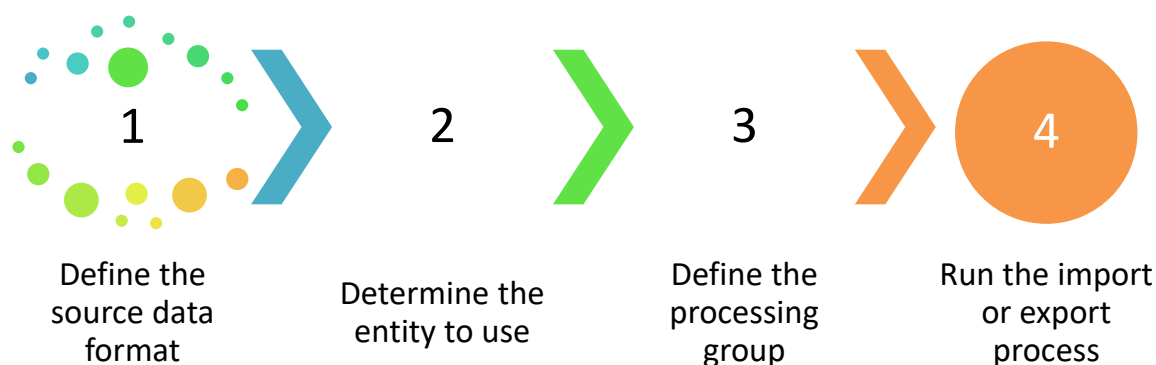 1
2
3
4
Define the
source data
format
Determine the
entity to use
Define the
processing
group
Run the import
or export
process